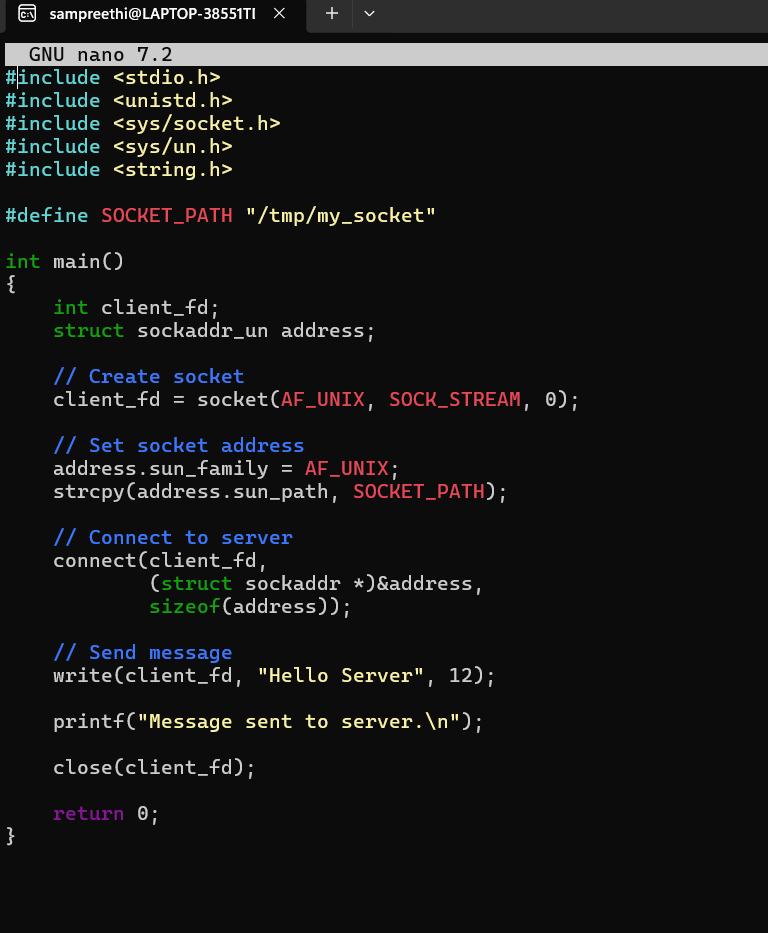 sampreethi@LAPTOP-38551TI
GNU nano 7.2
#include <stdio.h>
#include <unistd.h>
#include <sys/socket.h>
#include <sys/un.h>
#include <string.h>

#define SOCKET_PATH "/tmp/my_socket"

int main()
{
    int client_fd;
    struct sockaddr_un address;

    // Create socket
    client_fd = socket(AF_UNIX, SOCK_STREAM, 0);

    // Set socket address
    address.sun_family = AF_UNIX;
    strcpy(address.sun_path, SOCKET_PATH);

    // Connect to server
    connect(client_fd,
            (struct sockaddr *)&address,
            sizeof(address));

    // Send message
    write(client_fd, "Hello Server", 12);

    printf("Message sent to server.\n");

    close(client_fd);

    return 0;
}